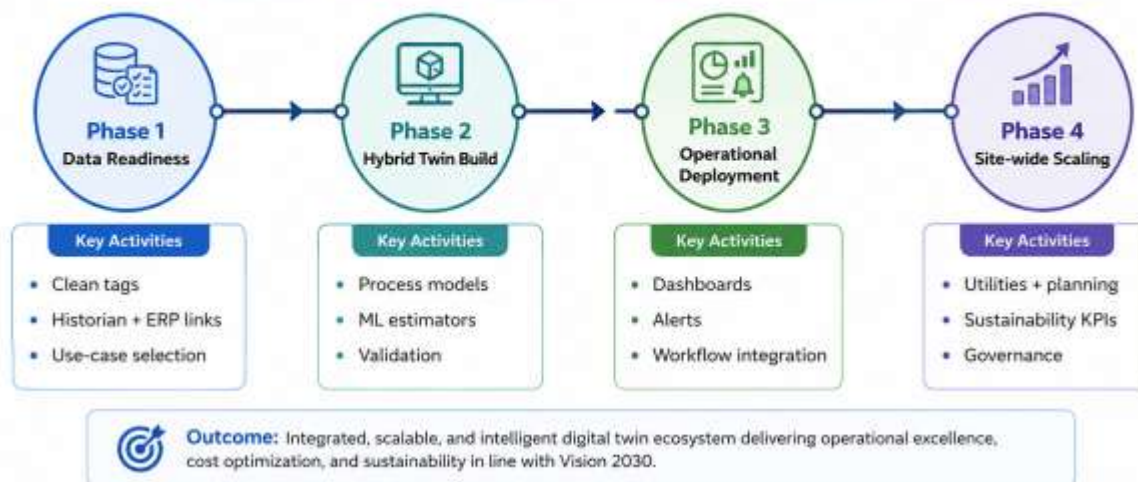 Phase 1
Data Readiness
Phase 2
Hybrid Twin Build
Phase 3
Operational
Deployment
Phase 4
Site-wide Scaling
Key Activities
• Clean tags
• Historian + ERP links
• Use-case selection
Key Activities
• Process models
• ML estimators
• Validation
Key Activities
• Dashboards
• Alerts
• Workflow integration
Key Activities
• Utilities + planning
• Sustainability KPIs
• Governance
Outcome: Integrated, scalable, and intelligent digital twin ecosystem delivering operational excellence,
cost optimization, and sustainability in line with Vision 2030.